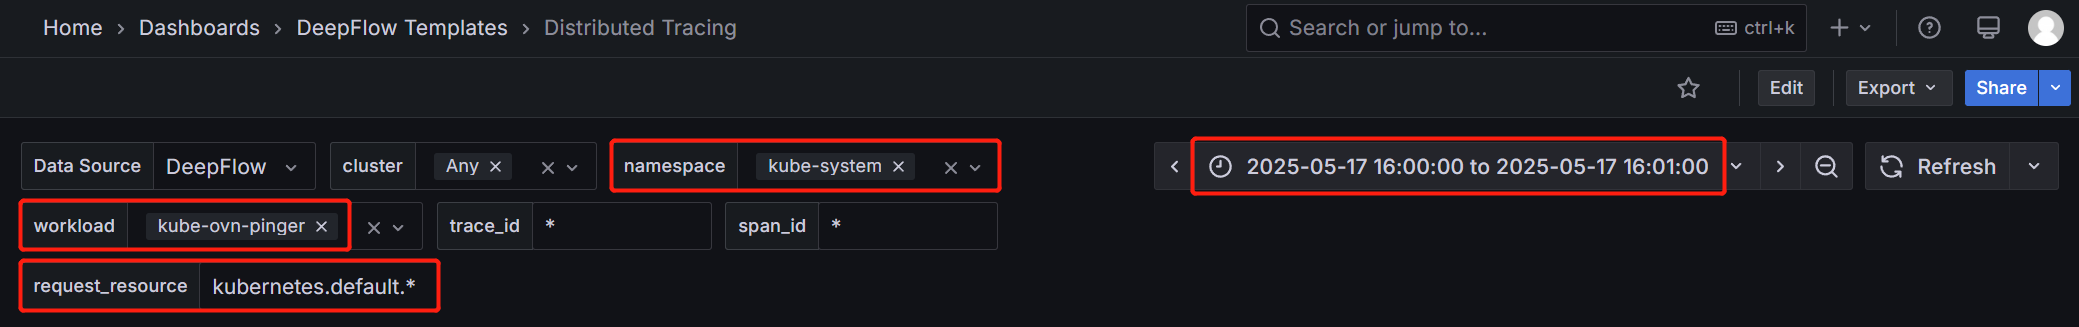 Home › Dashboards › DeepFlow Templates › Distributed Tracing Search or jump to... ctrl+k
Edit Export Share
Data Source DeepFlow cluster Any namespace kube-system 2025-05-17 16:00:00 to 2025-05-17 16:01:00 Refresh
workload kube-ovn-pinger trace_id * span_id *
request_resource kubernetes.default.*